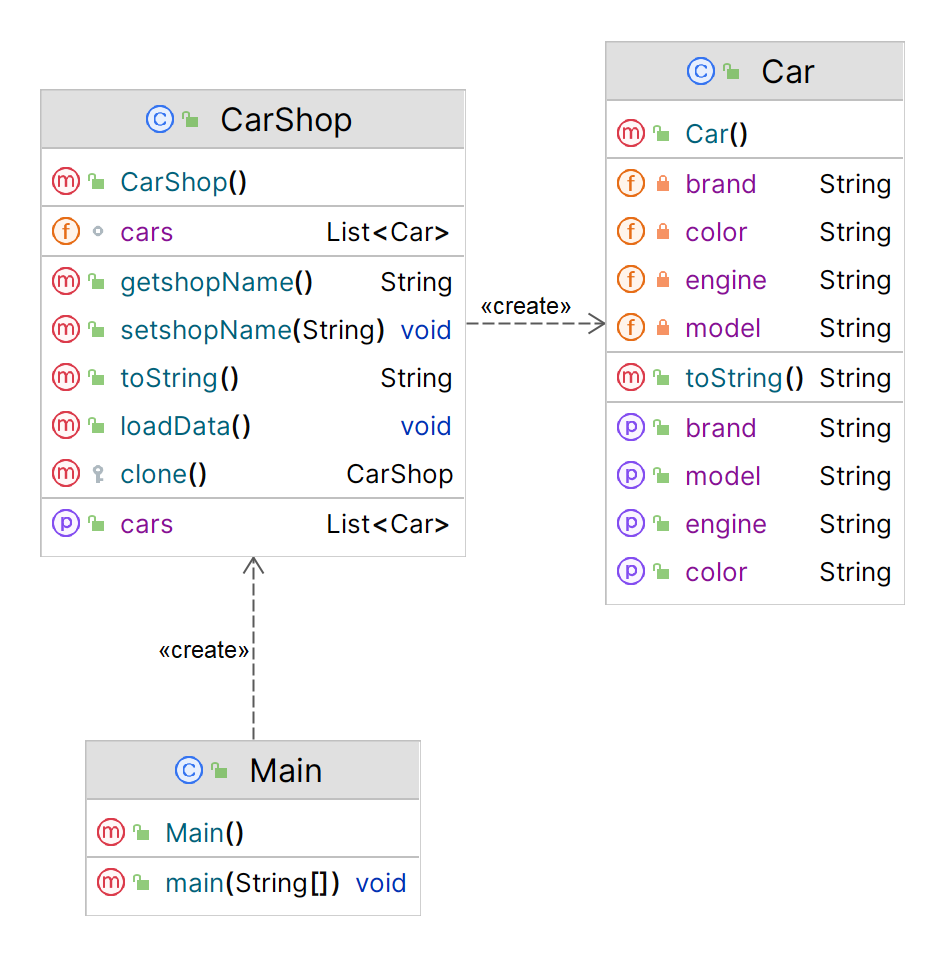 CarShop
CarShop()
cars List<Car>
getshopName() String
setshopName(String) void
toString() String
loadData() void
clone() CarShop
cars List<Car>
«create»
Car
Car()
brand String
color String
engine String
model String
toString() String
brand String
model String
engine String
color String
«create»
Main
Main()
main(String[]) void